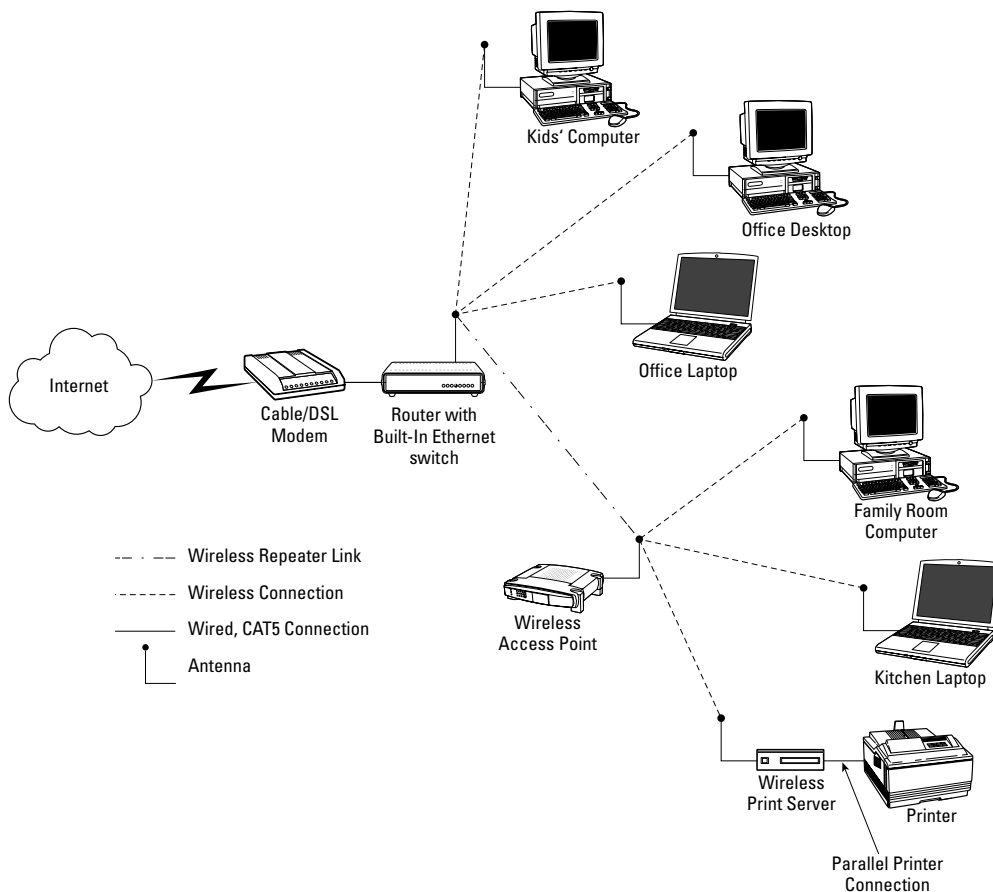 Kids‘ Computer
Office Desktop
Office Laptop
Internet
Cable/DSL
Modem
Router with
Built-In Ethernet
switch
Family Room
Computer
Wireless Repeater Link
Wireless Connection
Wired, CAT5 Connection
Antenna
Wireless
Access Point
Kitchen Laptop
Wireless
Print Server
Printer
Parallel Printer
Connection